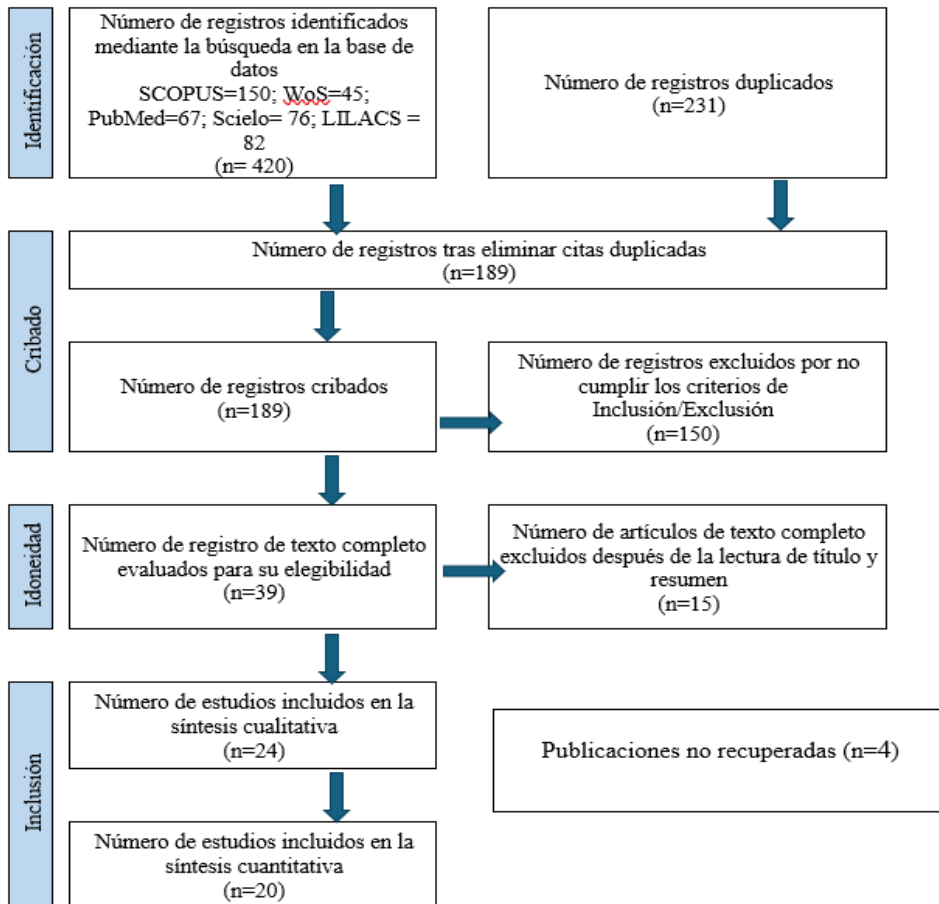 Identificación
Número de registros identificados
mediante la búsqueda en la base de
datos
SCOPUS=150; WoS=45;
PubMed=67; Scielo= 76; LILACS =
82
(n= 420)
Número de registros duplicados
(n=231)
Cribado
Número de registros tras eliminar citas duplicadas
(n=189)
Número de registros cribados
(n=189)
Número de registros excluidos por no
cumplir los criterios de
Inclusión/Exclusión
(n=150)
Idoneidad
Número de registro de texto completo
evaluados para su elegibilidad
(n=39)
Número de artículos de texto completo
excluidos después de la lectura de título y
resumen
(n=15)
Inclusión
Número de estudios incluidos en la
síntesis cualitativa
(n=24)
Publicaciones no recuperadas (n=4)
Número de estudios incluidos en la
síntesis cuantitativa
(n=20)